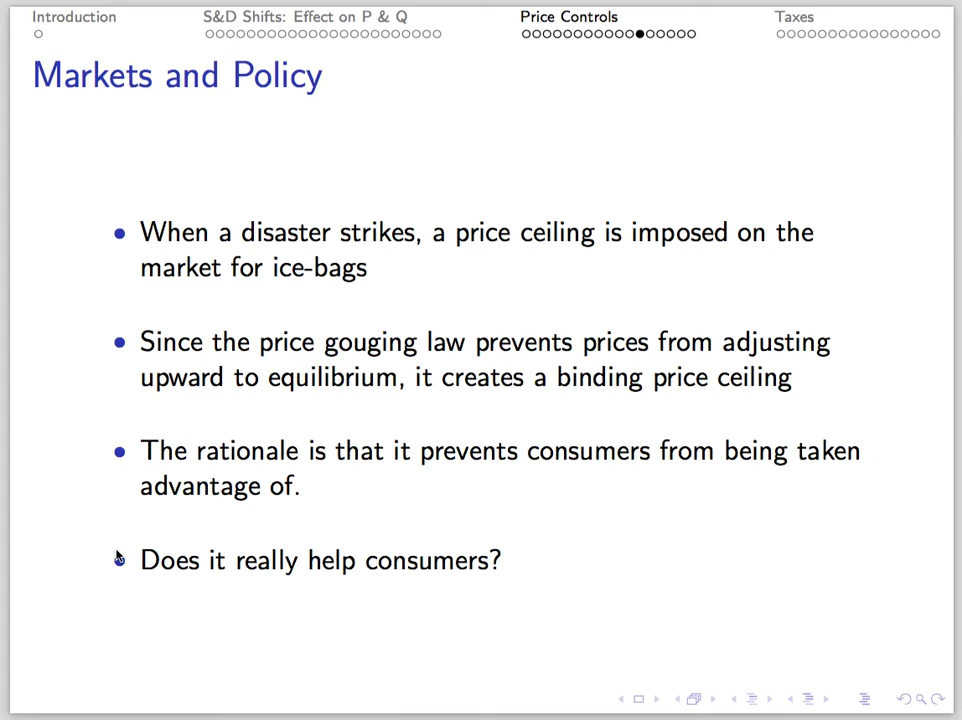 Introduction
S&D Shifts: Effect on P & Q
Price Controls
Taxes
Markets and Policy
When a disaster strikes, a price ceiling is imposed on the
market for ice-bags
Since the price gouging law prevents prices from adjusting
upward to equilibrium, it creates a binding price ceiling
The rationale is that it prevents consumers from being taken
advantage of.
Does it really help consumers?